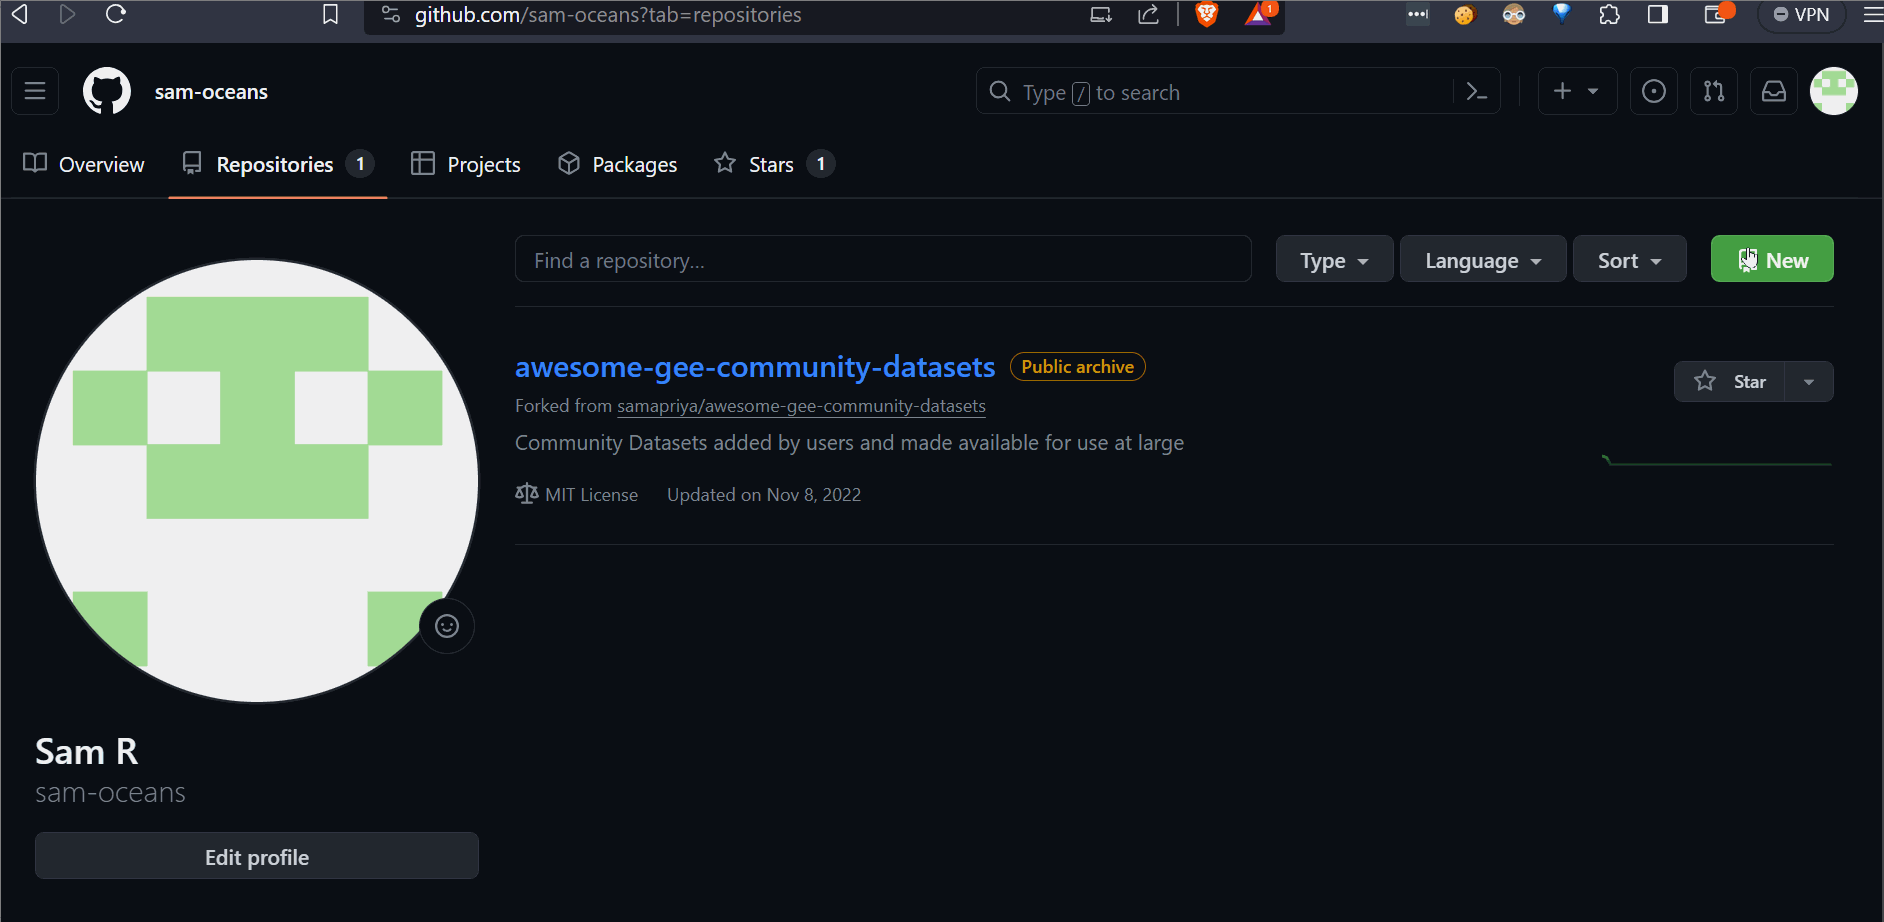 github.com/sam-oceans?tab=repositories
1
VPN
sam-oceans
Type / to search
Overview
Repositories 1
Projects
Packages
Stars 1
Find a repository...
Type
Language
Sort
New
awesome-gee-community-datasets Public archive
Star
Forked from samapriya/awesome-gee-community-datasets
Community Datasets added by users and made available for use at large
MIT License Updated on Nov 8, 2022
Sam R
sam-oceans
Edit profile